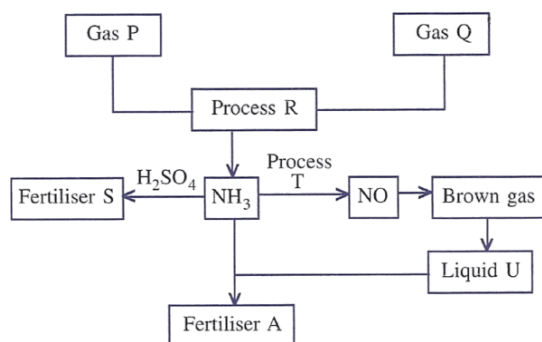 Gas P
Gas Q
Process R
H₂SO₄
Process
T
Fertiliser S
NH₃
NO
Brown gas
Liquid U
Fertiliser A